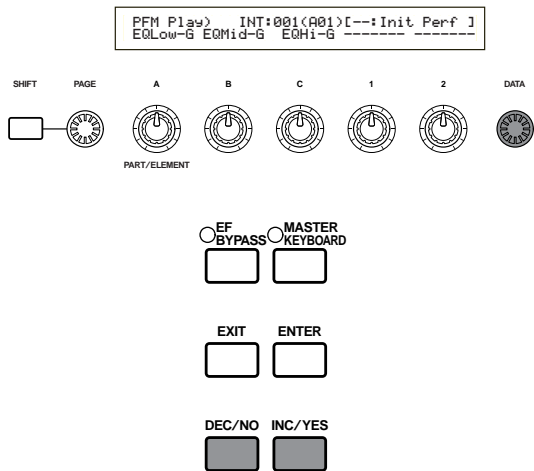 PFM Play) INT:001(A01)[--:Init Perf ]
EQLow-G EQMid-G EQHi-G ------- -------
SHIFT PAGE A B C 1 2 DATA
PART/ELEMENT
EF BYPASS MASTER KEYBOARD
EXIT ENTER
DEC/NO INC/YES